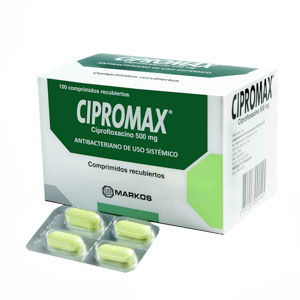 100 comprimidos recubiertos
CIPROMAX®
Ciprofloxacino 500 mg
ANTIBACTERIANO DE USO SISTÉMICO
Comprimidos recubiertos
MARKOS
CIPROMAX
Ciprofloxacino 500 mg